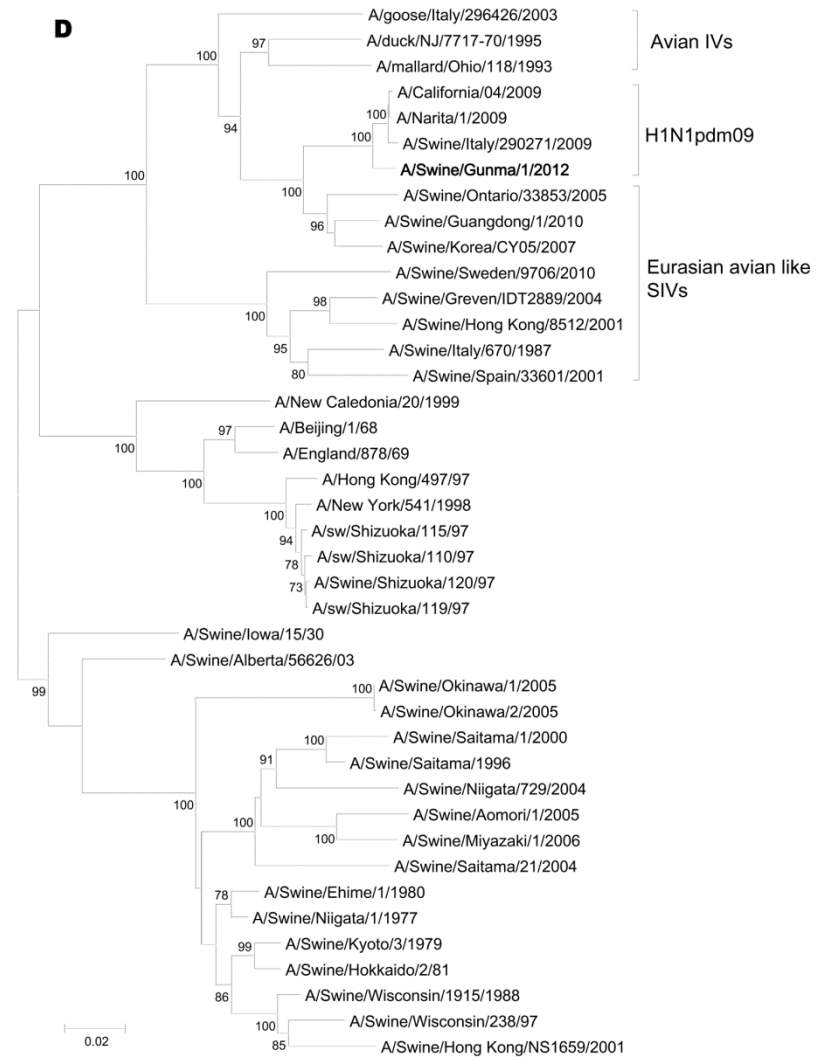 D
A/goose/Italy/296426/2003
97
A/duck/NJ/7717-70/1995
Avian IVs
100
A/mallard/Ohio/118/1993
A/California/04/2009
100
A/Narita/1/2009
94
100
A/Swine/Italy/290271/2009
H1N1pdm09
A/Swine/Gunma/1/2012
100
100
A/Swine/Ontario/33853/2005
96
A/Swine/Guangdong/1/2010
A/Swine/Korea/CY05/2007
Eurasian avian like
SIVs
A/Swine/Sweden/9706/2010
98
A/Swine/Greven/IDT2889/2004
100
A/Swine/Hong Kong/8512/2001
95
A/Swine/Italy/670/1987
80
A/Swine/Spain/33601/2001
A/New Caledonia/20/1999
97
A/Beijing/1/68
100
A/England/878/69
100
A/Hong Kong/497/97
100
A/New York/541/1998
94
A/sw/Shizuoka/115/97
78
A/sw/Shizuoka/110/97
73
A/Swine/Shizuoka/120/97
A/sw/Shizuoka/119/97
A/Swine/Iowa/15/30
A/Swine/Alberta/56626/03
99
100
A/Swine/Okinawa/1/2005
A/Swine/Okinawa/2/2005
100
A/Swine/Saitama/1/2000
91
A/Swine/Saitama/1996
A/Swine/Niigata/729/2004
100
100
A/Swine/Aomori/1/2005
100
A/Swine/Miyazaki/1/2006
A/Swine/Saitama/21/2004
78
A/Swine/Ehime/1/1980
A/Swine/Niigata/1/1977
99
A/Swine/Kyoto/3/1979
A/Swine/Hokkaido/2/81
86
A/Swine/Wisconsin/1915/1988
100
A/Swine/Wisconsin/238/97
85
A/Swine/Hong Kong/NS1659/2001
0.02